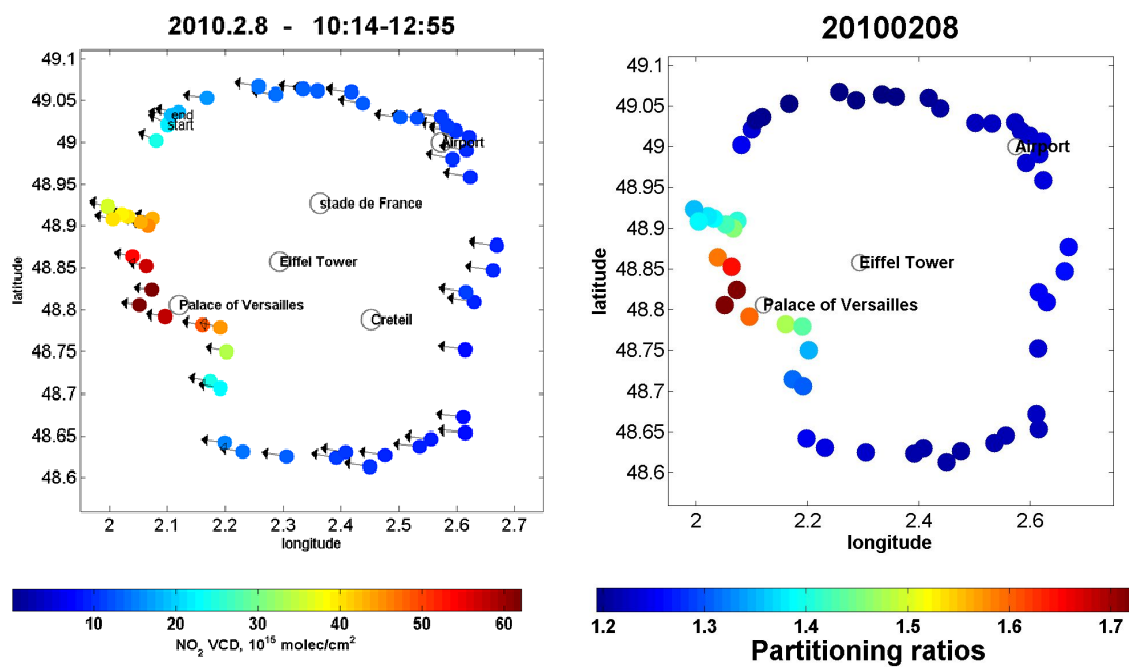 2010.2.8 - 10:14-12:55
49.1
49.05
49
48.95
48.9
48.85
48.8
48.75
48.7
48.65
48.6
latitude
end
start
Airport
stade de France
Eiffel Tower
Palace of Versailles
Creteil
2 2.1 2.2 2.3 2.4 2.5 2.6 2.7
longitude
10 20 30 40 50 60
NO2 VCD, 10^15 molec/cm^2
20100208
49.1
49.05
49
48.95
48.9
48.85
48.8
48.75
48.7
48.65
48.6
latitude
Airport
Eiffel Tower
Palace of Versailles
2 2.2 2.4 2.6
longitude
1.2 1.3 1.4 1.5 1.6 1.7
Partitioning ratios